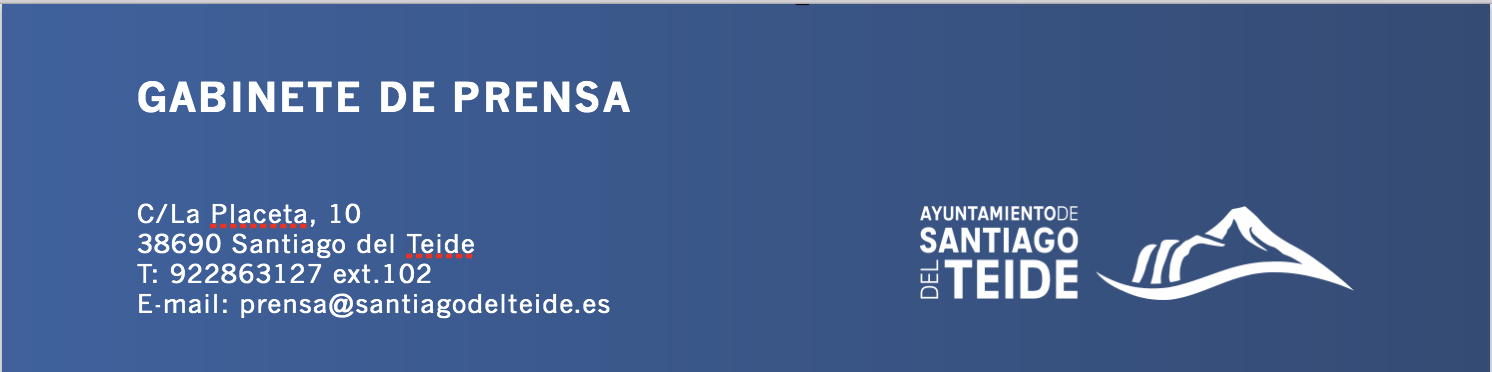 GABINETE DE PRENSA
C/La Placeta, 10
38690 Santiago del Teide
T: 922863127 ext.102
E-mail: prensa@santiagodelteide.es
AYUNTAMIENTODE
SANTIAGO
DEL TEIDE